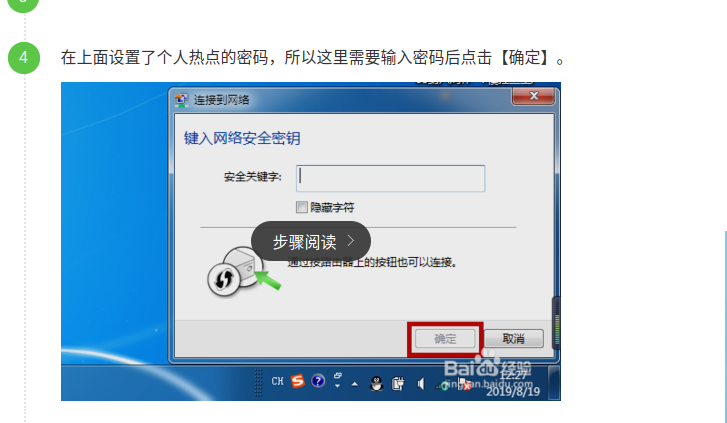 4
在上面设置了个人热点的密码，所以这里需要输入密码后点击【确定】。
连接到网络
键入网络安全密钥
安全关键字:
隐藏字符
步骤阅读
通过按路由器上的按钮也可以连接。
确定
取消
Baidu经验
jingyan.baidu.com
CH
12:27
2019/8/19